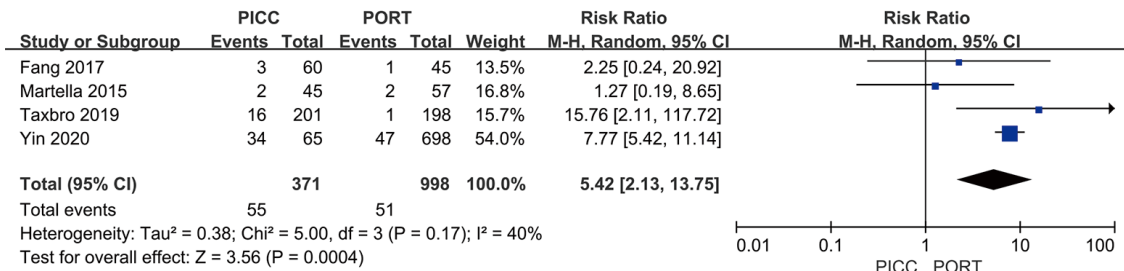 PICC PORT Risk Ratio Risk Ratio
Study or Subgroup Events Total Events Total Weight M-H, Random, 95% CI M-H, Random, 95% CI
Fang 2017 3 60 1 45 13.5% 2.25 [0.24, 20.92]
Martella 2015 2 45 2 57 16.8% 1.27 [0.19, 8.65]
Taxbro 2019 16 201 1 198 15.7% 15.76 [2.11, 117.72]
Yin 2020 34 65 47 698 54.0% 7.77 [5.42, 11.14]
Total (95% CI) 371 998 100.0% 5.42 [2.13, 13.75]
Total events 55 51
Heterogeneity: Tau² = 0.38; Chi² = 5.00, df = 3 (P = 0.17); I² = 40%
Test for overall effect: Z = 3.56 (P = 0.0004)
0.01 0.1 1 10 100
PICC PORT